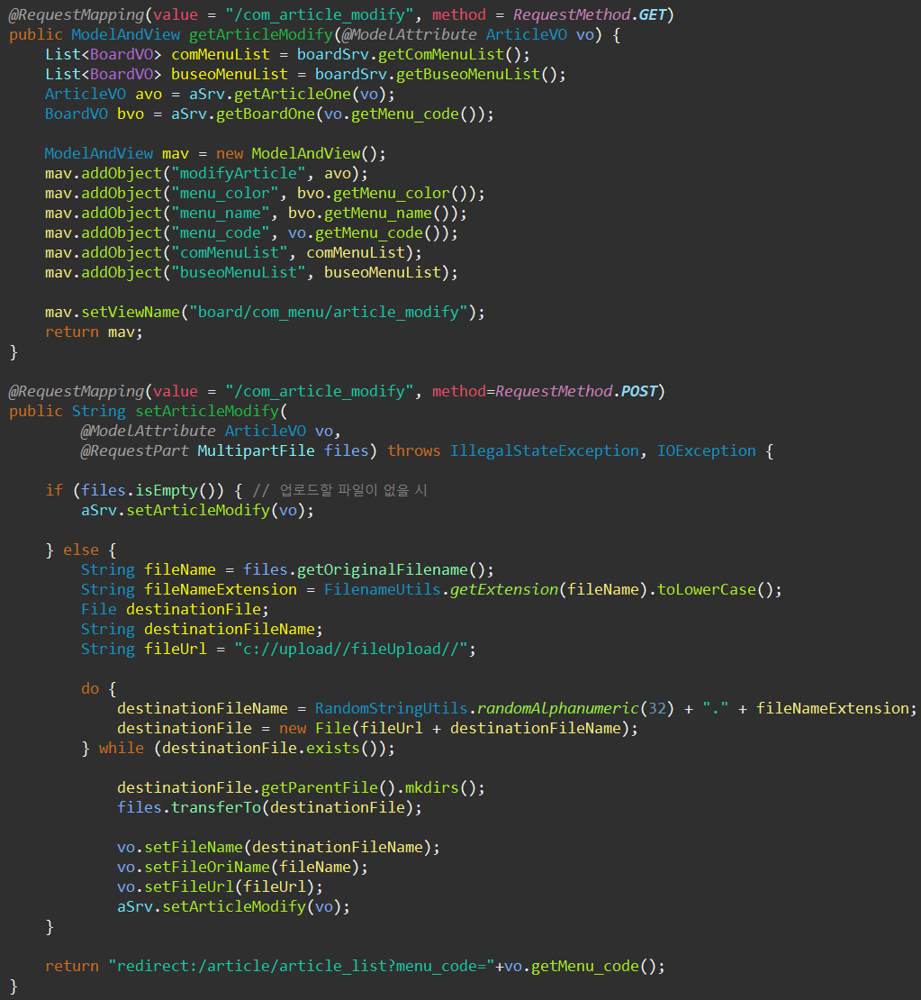 @RequestMapping(value = "/com_article_modify", method = RequestMethod.GET)
public ModelAndView getArticleModify(@ModelAttribute ArticleVO vo) {
    List<BoardVO> comMenuList = boardSrv.getComMenuList();
    List<BoardVO> buseoMenuList = boardSrv.getBuseoMenuList();
    ArticleVO avo = aSrv.getArticleOne(vo);
    BoardVO bvo = aSrv.getBoardOne(vo.getMenu_code());

    ModelAndView mav = new ModelAndView();
    mav.addObject("modifyArticle", avo);
    mav.addObject("menu_color", bvo.getMenu_color());
    mav.addObject("menu_name", bvo.getMenu_name());
    mav.addObject("menu_code", vo.getMenu_code());
    mav.addObject("comMenuList", comMenuList);
    mav.addObject("buseoMenuList", buseoMenuList);

    mav.setViewName("board/com_menu/article_modify");
    return mav;
}

@RequestMapping(value = "/com_article_modify", method=RequestMethod.POST)
public String setArticleModify(
        @ModelAttribute ArticleVO vo,
        @RequestPart MultipartFile files) throws IllegalStateException, IOException {

    if (files.isEmpty()) { // 업로드할 파일이 없을 시
        aSrv.setArticleModify(vo);

    } else {
        String fileName = files.getOriginalFilename();
        String fileNameExtension = FilenameUtils.getExtension(fileName).toLowerCase();
        File destinationFile;
        String destinationFileName;
        String fileUrl = "c://upload//fileUpload//";

        do {
            destinationFileName = RandomStringUtils.randomAlphanumeric(32) + "." + fileNameExtension;
            destinationFile = new File(fileUrl + destinationFileName);
        } while (destinationFile.exists());

            destinationFile.getParentFile().mkdirs();
            files.transferTo(destinationFile);

            vo.setFileName(destinationFileName);
            vo.setFileOriName(fileName);
            vo.setFileUrl(fileUrl);
            aSrv.setArticleModify(vo);
    }

    return "redirect:/article/article_list?menu_code="+vo.getMenu_code();
}